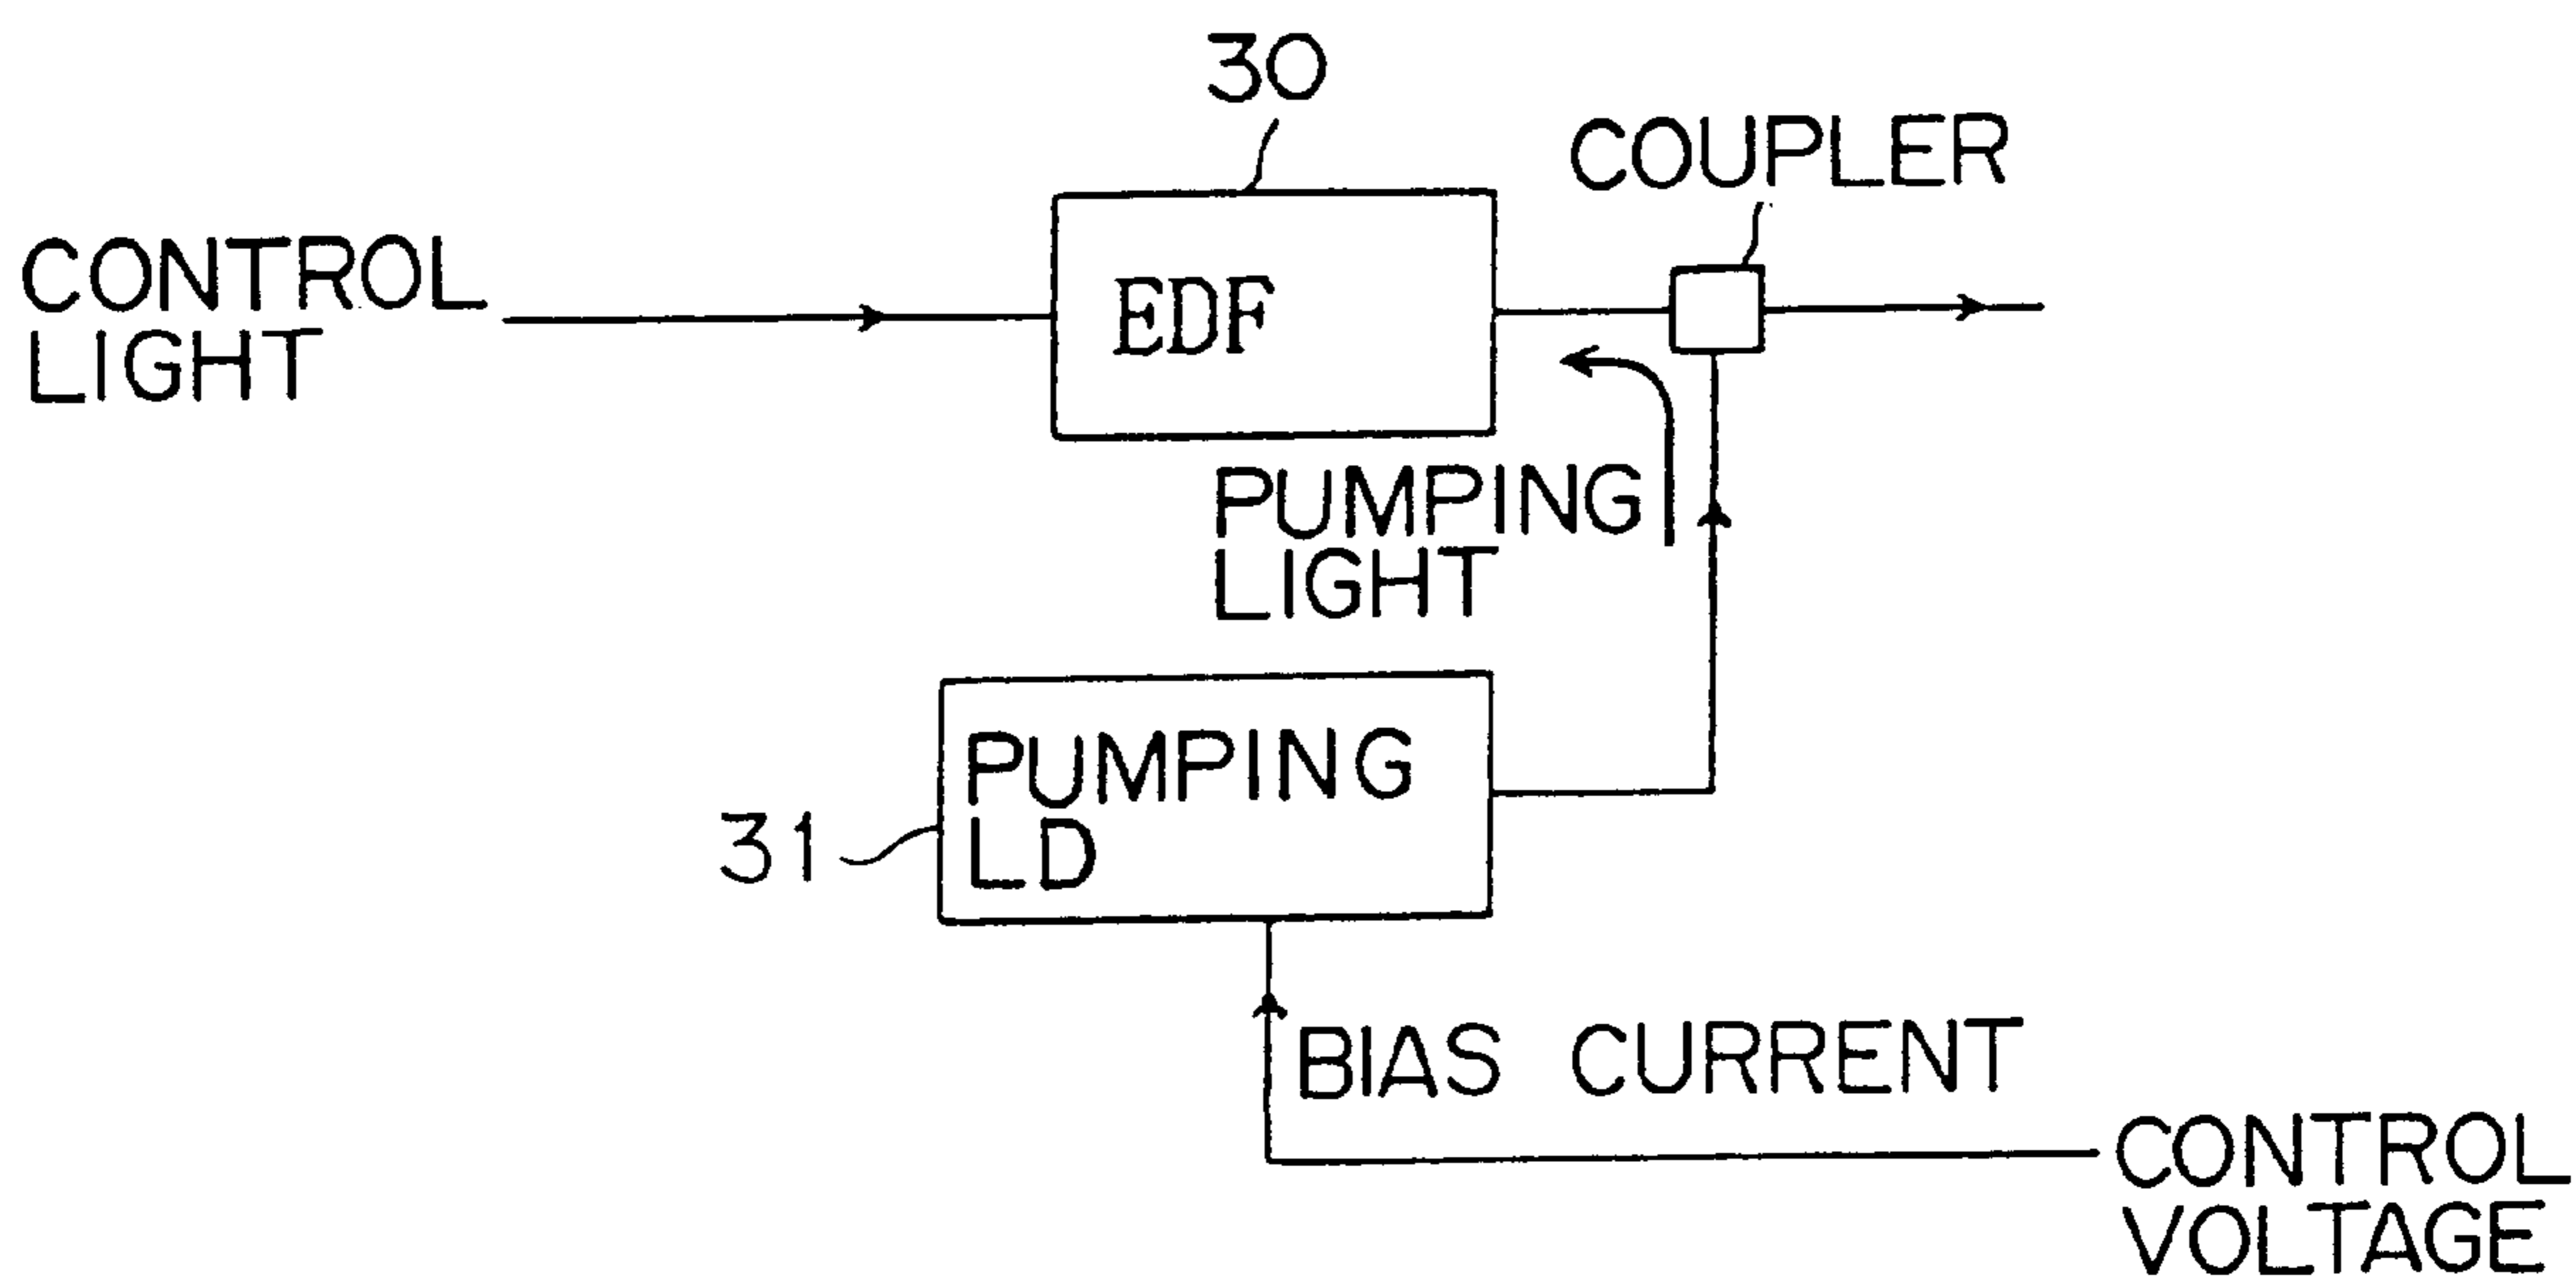 30
COUPLER
CONTROL
LIGHT
EDF
PUMPING
LIGHT
PUMPING
LD
31
BIAS CURRENT
CONTROL
VOLTAGE